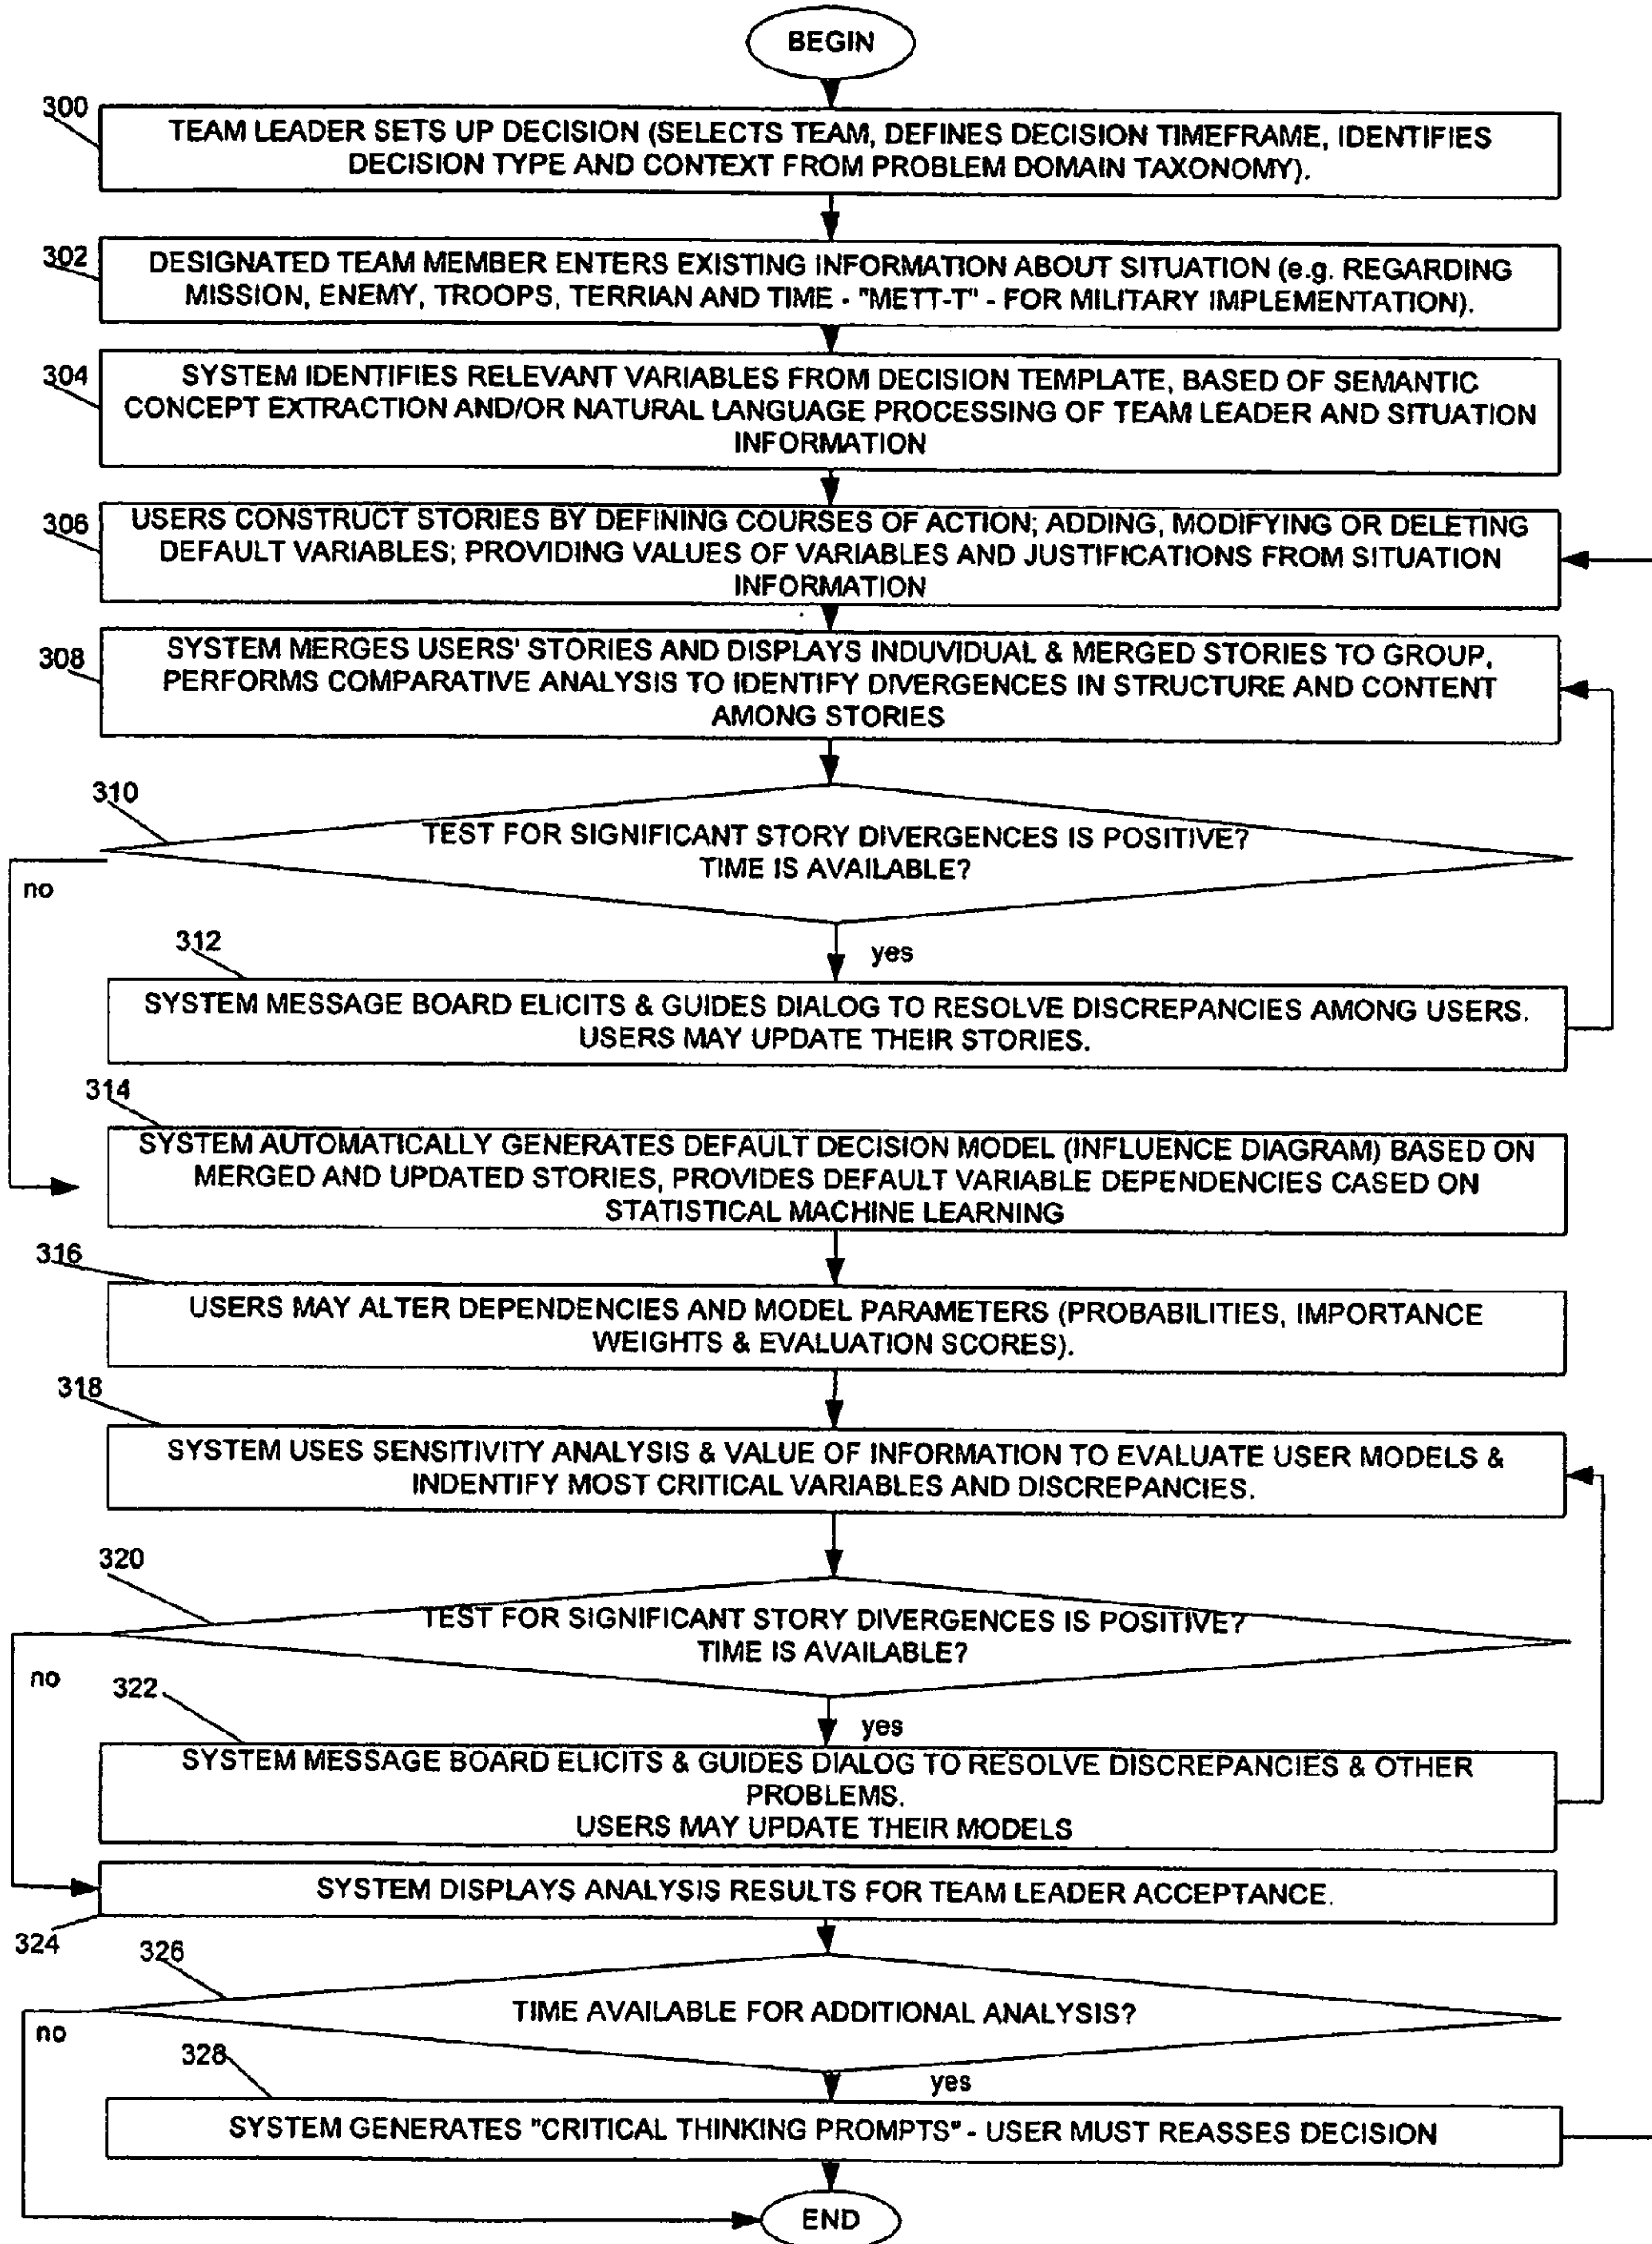 BEGIN
300
TEAM LEADER SETS UP DECISION (SELECTS TEAM, DEFINES DECISION TIMEFRAME, IDENTIFIES
DECISION TYPE AND CONTEXT FROM PROBLEM DOMAIN TAXONOMY).
302
DESIGNATED TEAM MEMBER ENTERS EXISTING INFORMATION ABOUT SITUATION (e.g. REGARDING
MISSION, ENEMY, TROOPS, TERRIAN AND TIME - "METT-T" - FOR MILITARY IMPLEMENTATION).
304
SYSTEM IDENTIFIES RELEVANT VARIABLES FROM DECISION TEMPLATE, BASED OF SEMANTIC
CONCEPT EXTRACTION AND/OR NATURAL LANGUAGE PROCESSING OF TEAM LEADER AND SITUATION
INFORMATION
306
USERS CONSTRUCT STORIES BY DEFINING COURSES OF ACTION; ADDING, MODIFYING OR DELETING
DEFAULT VARIABLES; PROVIDING VALUES OF VARIABLES AND JUSTIFICATIONS FROM SITUATION
INFORMATION
308
SYSTEM MERGES USERS' STORIES AND DISPLAYS INDUVIDUAL & MERGED STORIES TO GROUP,
PERFORMS COMPARATIVE ANALYSIS TO IDENTIFY DIVERGENCES IN STRUCTURE AND CONTENT
AMONG STORIES
310
TEST FOR SIGNIFICANT STORY DIVERGENCES IS POSITIVE?
TIME IS AVAILABLE?
no
312
yes
SYSTEM MESSAGE BOARD ELICITS & GUIDES DIALOG TO RESOLVE DISCREPANCIES AMONG USERS.
USERS MAY UPDATE THEIR STORIES.
314
SYSTEM AUTOMATICALLY GENERATES DEFAULT DECISION MODEL (INFLUENCE DIAGRAM) BASED ON
MERGED AND UPDATED STORIES, PROVIDES DEFAULT VARIABLE DEPENDENCIES CASED ON
STATISTICAL MACHINE LEARNING
316
USERS MAY ALTER DEPENDENCIES AND MODEL PARAMETERS (PROBABILITIES, IMPORTANCE
WEIGHTS & EVALUATION SCORES).
318
SYSTEM USES SENSITIVITY ANALYSIS & VALUE OF INFORMATION TO EVALUATE USER MODELS &
INDENTIFY MOST CRITICAL VARIABLES AND DISCREPANCIES.
320
TEST FOR SIGNIFICANT STORY DIVERGENCES IS POSITIVE?
TIME IS AVAILABLE?
no
322
yes
SYSTEM MESSAGE BOARD ELICITS & GUIDES DIALOG TO RESOLVE DISCREPANCIES & OTHER
PROBLEMS.
USERS MAY UPDATE THEIR MODELS
SYSTEM DISPLAYS ANALYSIS RESULTS FOR TEAM LEADER ACCEPTANCE.
324
326
TIME AVAILABLE FOR ADDITIONAL ANALYSIS?
no
328
yes
SYSTEM GENERATES "CRITICAL THINKING PROMPTS" - USER MUST REASSES DECISION
END